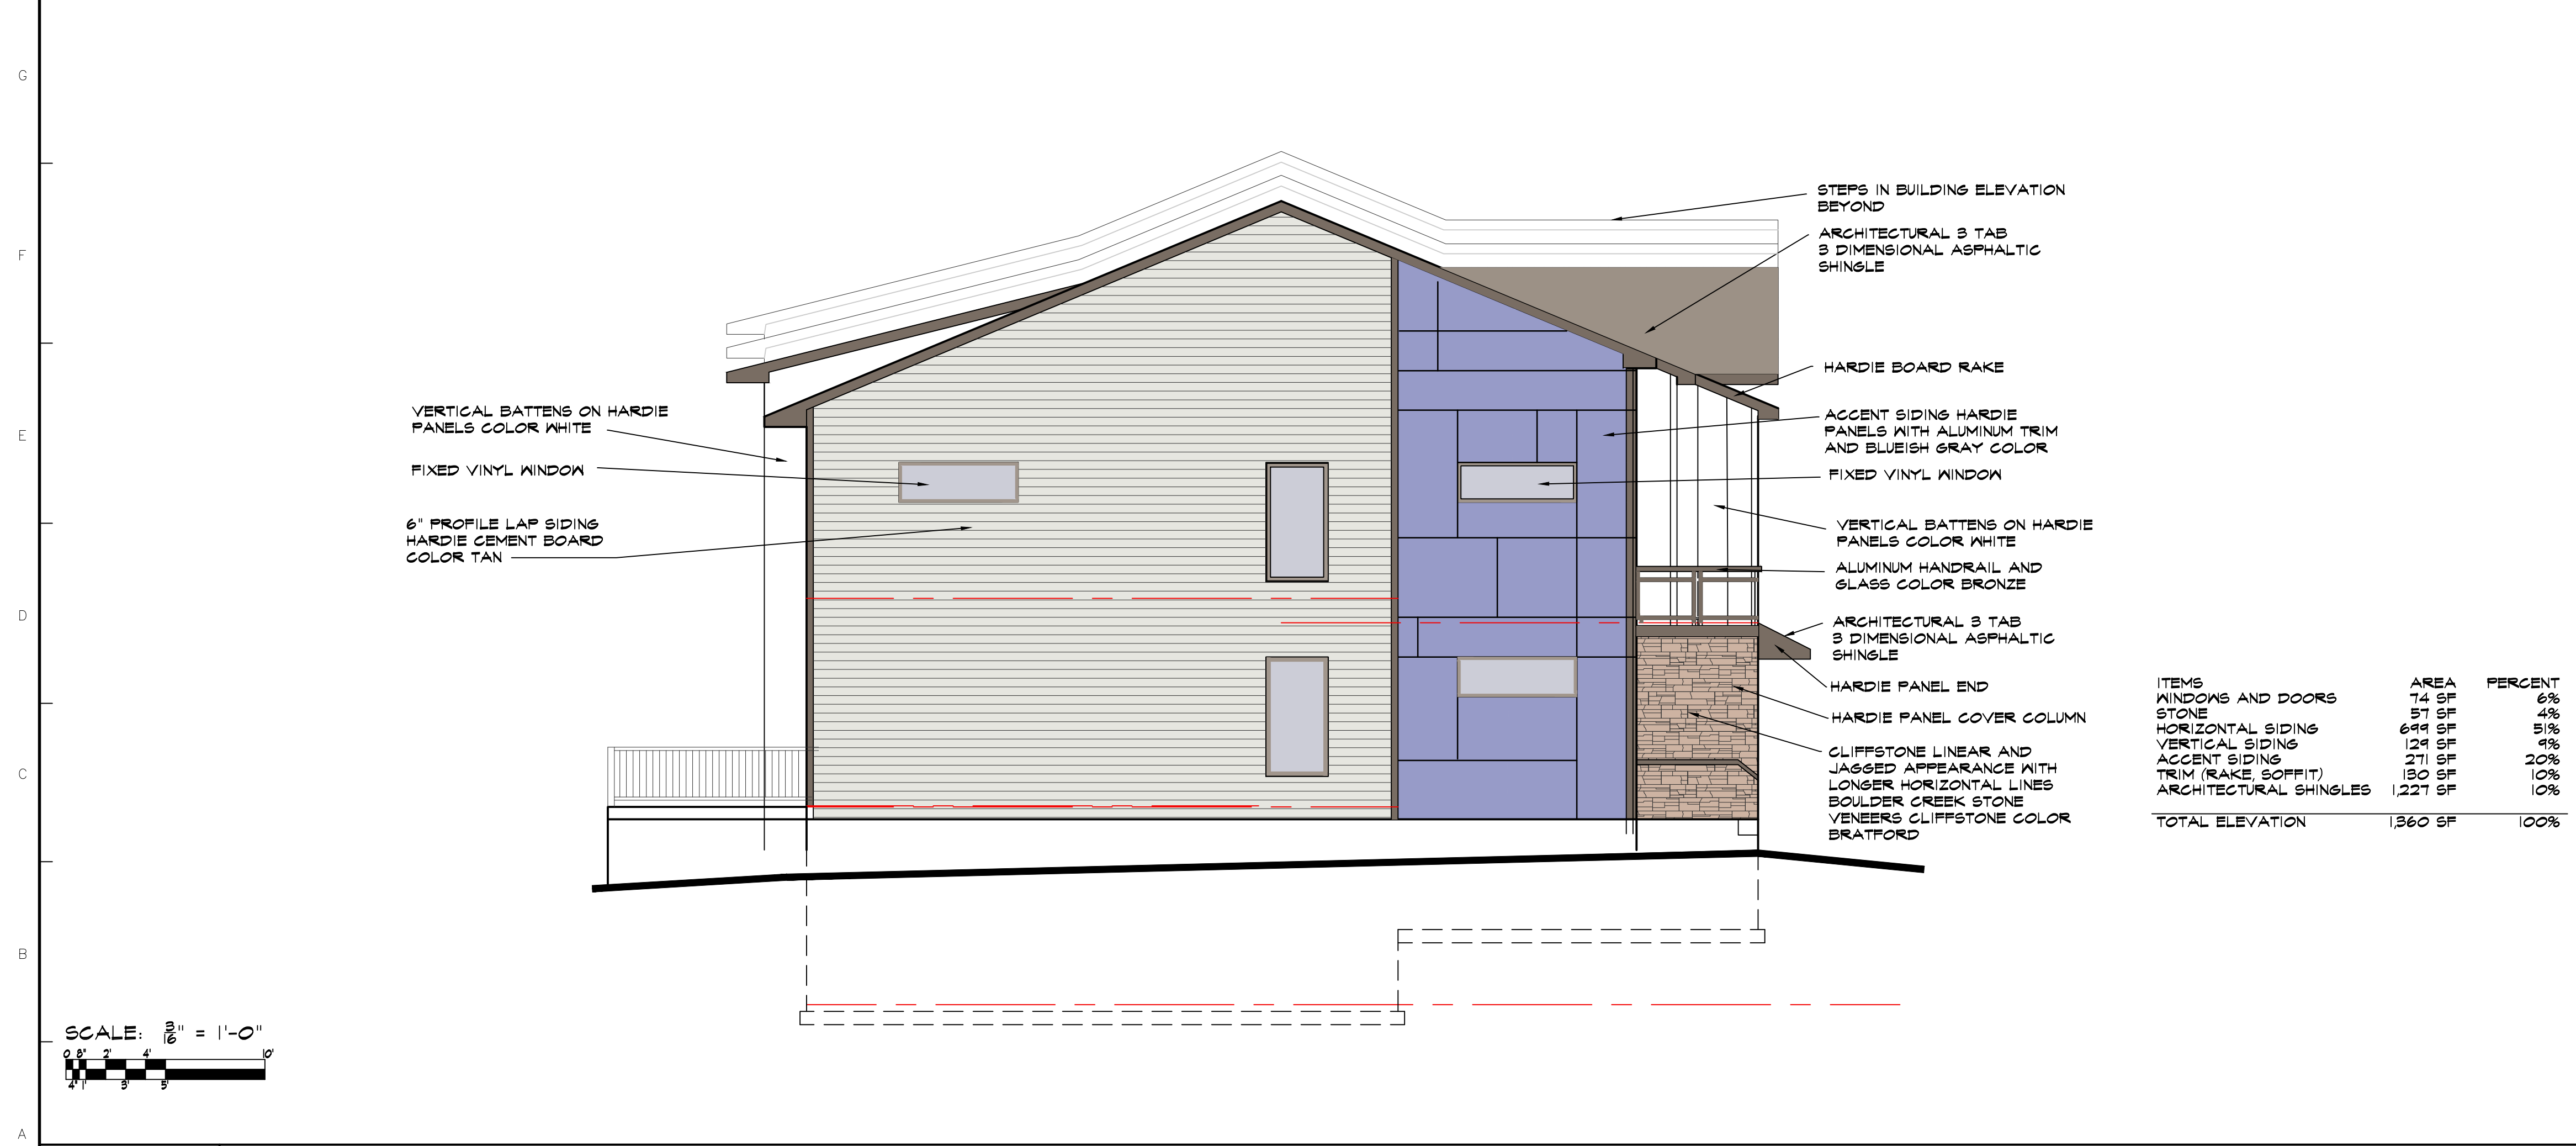 G
F
E
D
C
B
A
STEPS IN BUILDING ELEVATION
BEYOND
ARCHITECTURAL 3 TAB
3 DIMENSIONAL ASPHALTIC
SHINGLE
HARDIE BOARD RAKE
ACCENT SIDING HARDIE
PANELS WITH ALUMINUM TRIM
AND BLUEISH GRAY COLOR
FIXED VINYL WINDOW
VERTICAL BATTENS ON HARDIE
PANELS COLOR WHITE
ALUMINUM HANDRAIL AND
GLASS COLOR BRONZE
ARCHITECTURAL 3 TAB
3 DIMENSIONAL ASPHALTIC
SHINGLE
HARDIE PANEL END
HARDIE PANEL COVER COLUMN
CLIFFSTONE LINEAR AND
JAGGED APPEARANCE WITH
LONGER HORIZONTAL LINES
BOULDER CREEK STONE
VENEERS CLIFFSTONE COLOR
BRATFORD
VERTICAL BATTENS ON HARDIE
PANELS COLOR WHITE
FIXED VINYL WINDOW
6" PROFILE LAP SIDING
HARDIE CEMENT BOARD
COLOR TAN
ITEMS AREA PERCENT
WINDOWS AND DOORS 74 SF 6%
STONE 57 SF 4%
HORIZONTAL SIDING 699 SF 51%
VERTICAL SIDING 129 SF 9%
ACCENT SIDING 271 SF 20%
TRIM (RAKE, SOFFIT) 130 SF 10%
ARCHITECTURAL SHINGLES 1,227 SF 10%
TOTAL ELEVATION 1,360 SF 100%
SCALE: 3/16" = 1'-0"
0 8" 2' 4' 10'
4" 1' 3' 5'